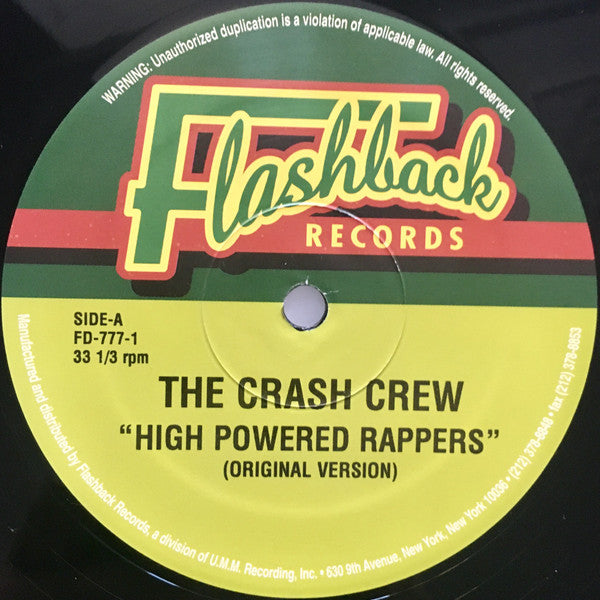 WARNING: Unauthorized duplication is a violation of applicable law. All rights reserved.
Flashback
RECORDS
SIDE-A
FD-777-1
33 1/3 rpm
THE CRASH CREW
“HIGH POWERED RAPPERS”
(ORIGINAL VERSION)
Manufactured and distributed by Flashback Records, a division of U.M.M. Recording, Inc. • 630 9th Avenue, New York, New York 10036 • (212) 378-8848 • fax (212) 378-8853